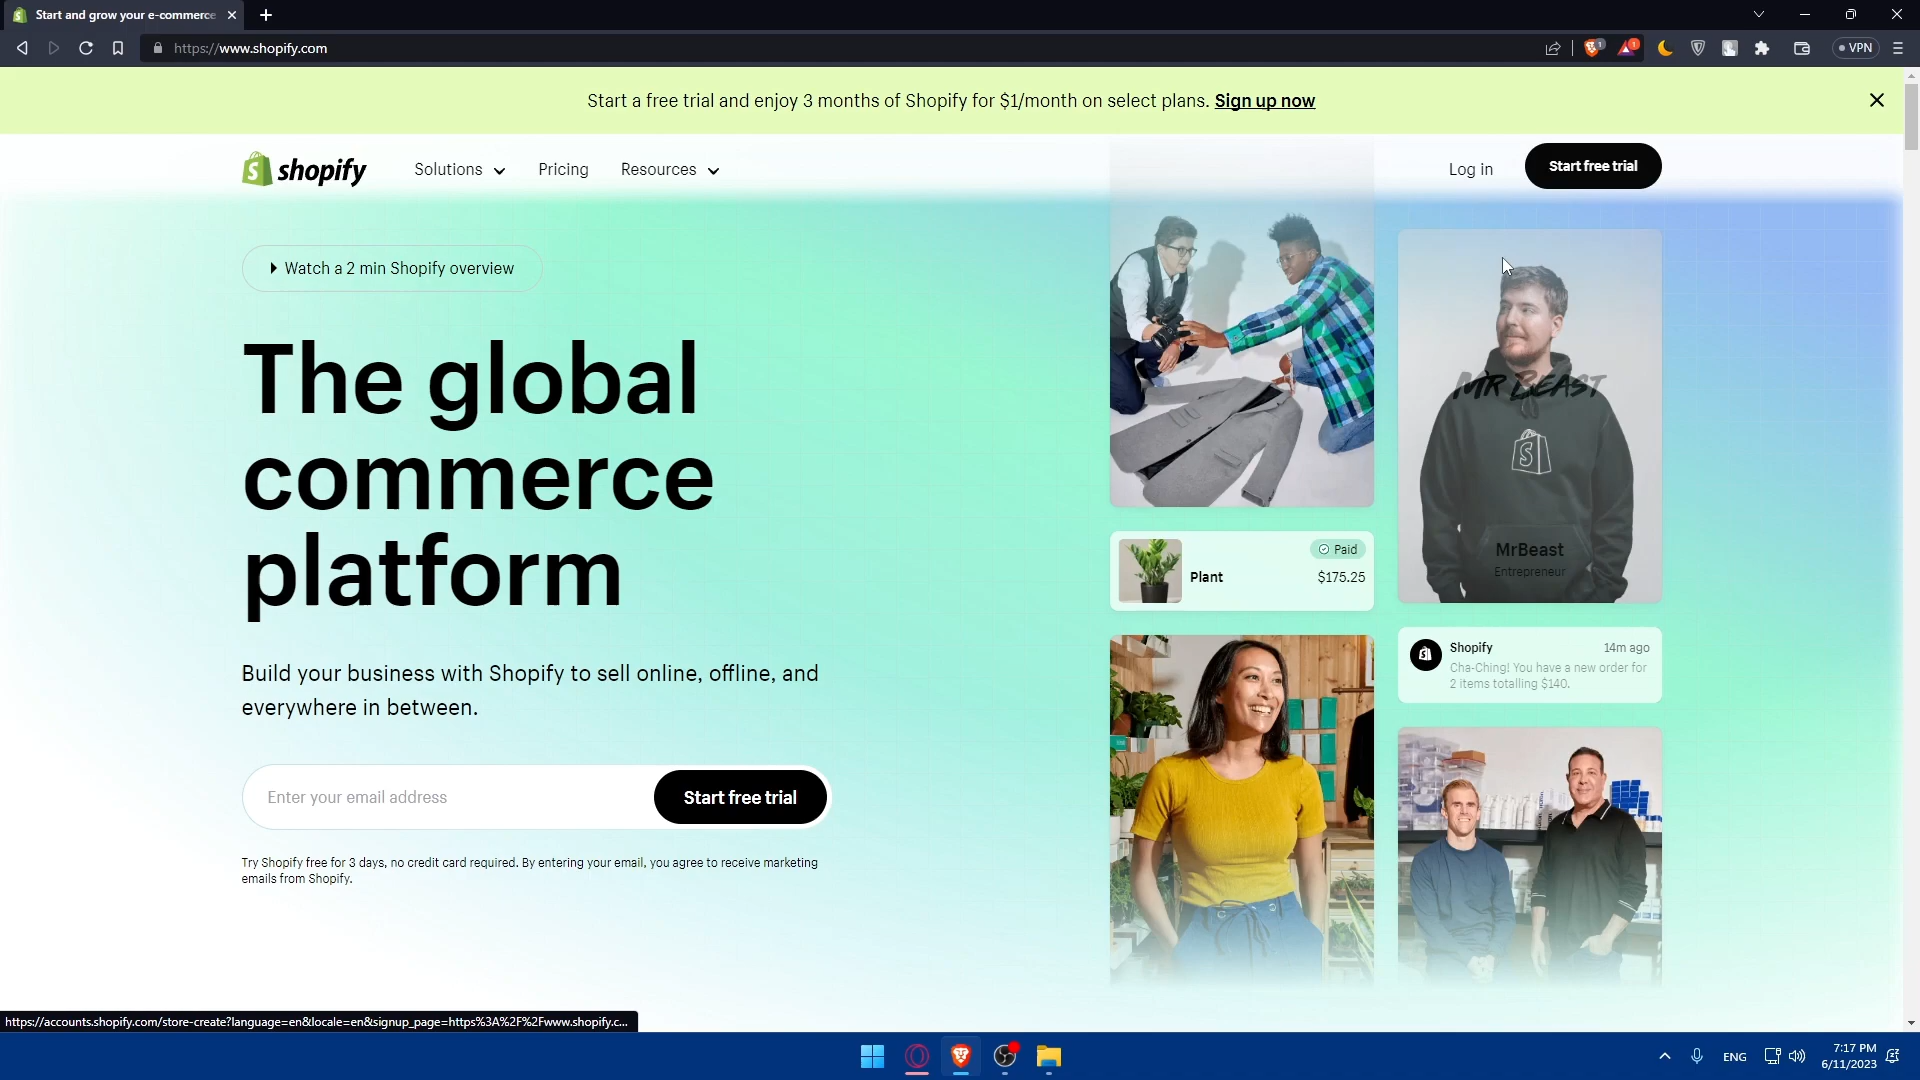 Start and grow your e-commerce
https://www.shopify.com
1
1
VPN
Start a free trial and enjoy 3 months of Shopify for $1/month on select plans. Sign up now
shopify
Solutions
Pricing
Resources
Log in
Start free trial
Watch a 2 min Shopify overview
The global
commerce
platform
Build your business with Shopify to sell online, offline, and
everywhere in between.
Enter your email address
Start free trial
Try Shopify free for 3 days, no credit card required. By entering your email, you agree to receive marketing
emails from Shopify.
Paid
Plant
$175.25
MR BEAST
MrBeast
Entrepreneur
Shopify
14m ago
Cha-Ching! You have a new order for
2 items totalling $140.
https://accounts.shopify.com/store-create?language=en&locale=en&signup_page=https%3A%2F%2Fwww.shopify.c...
ENG
7:17 PM
6/11/2023